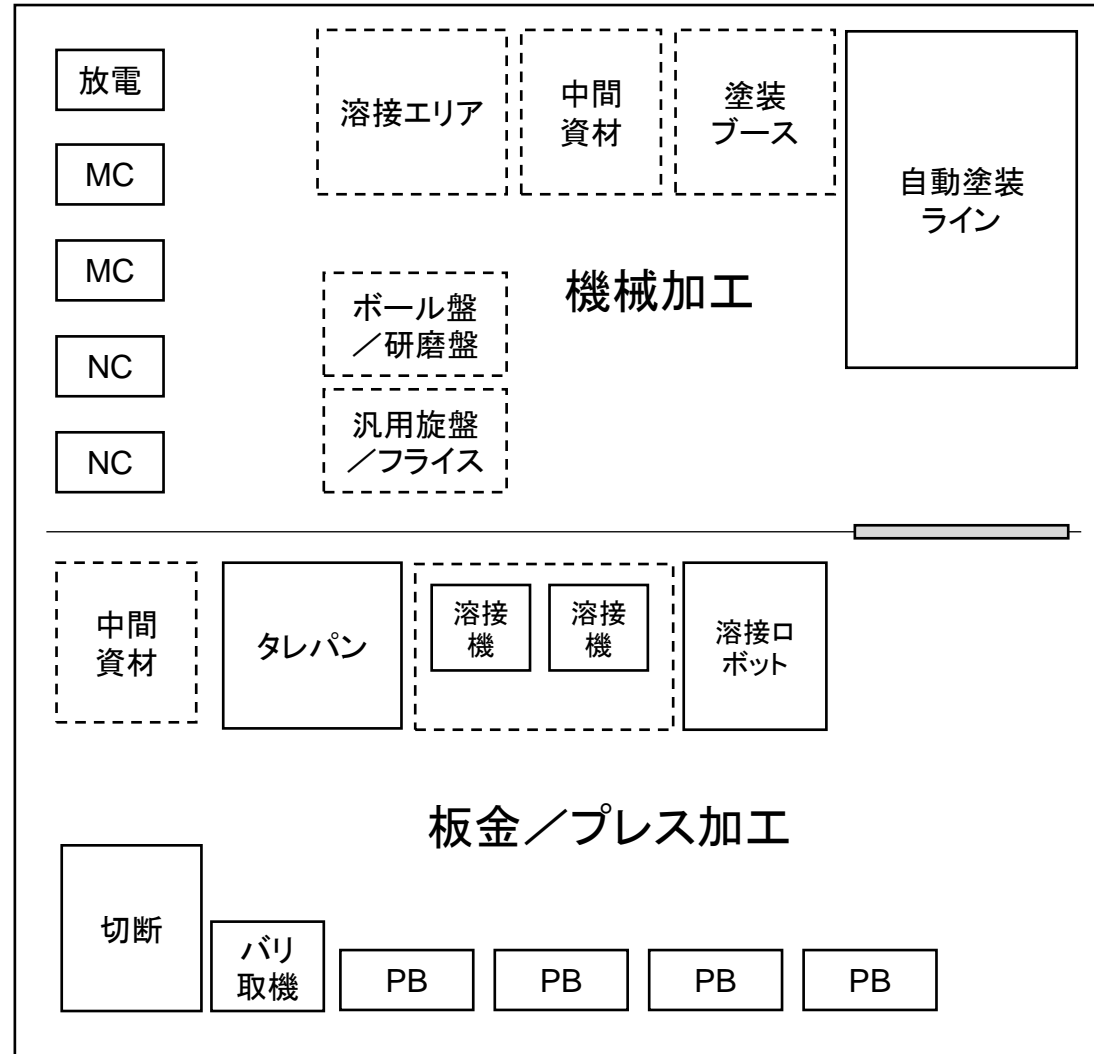 放電
MC
MC
NC
NC
溶接エリア
中間
資材
塗装
ブース
自動塗装
ライン
機械加工
ボール盤
／研磨盤
汎用旋盤
／フライス
中間
資材
タレパン
溶接
機
溶接
機
溶接ロ
ボット
板金／プレス加工
切断
バリ
取機
PB
PB
PB
PB